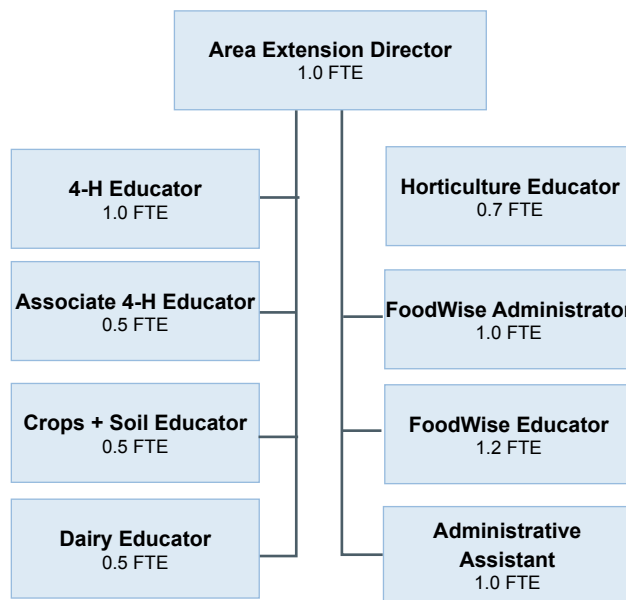 Area Extension Director
1.0 FTE
4-H Educator
1.0 FTE
Associate 4-H Educator
0.5 FTE
Crops + Soil Educator
0.5 FTE
Dairy Educator
0.5 FTE
Horticulture Educator
0.7 FTE
FoodWise Administrator
1.0 FTE
FoodWise Educator
1.2 FTE
Administrative
Assistant
1.0 FTE